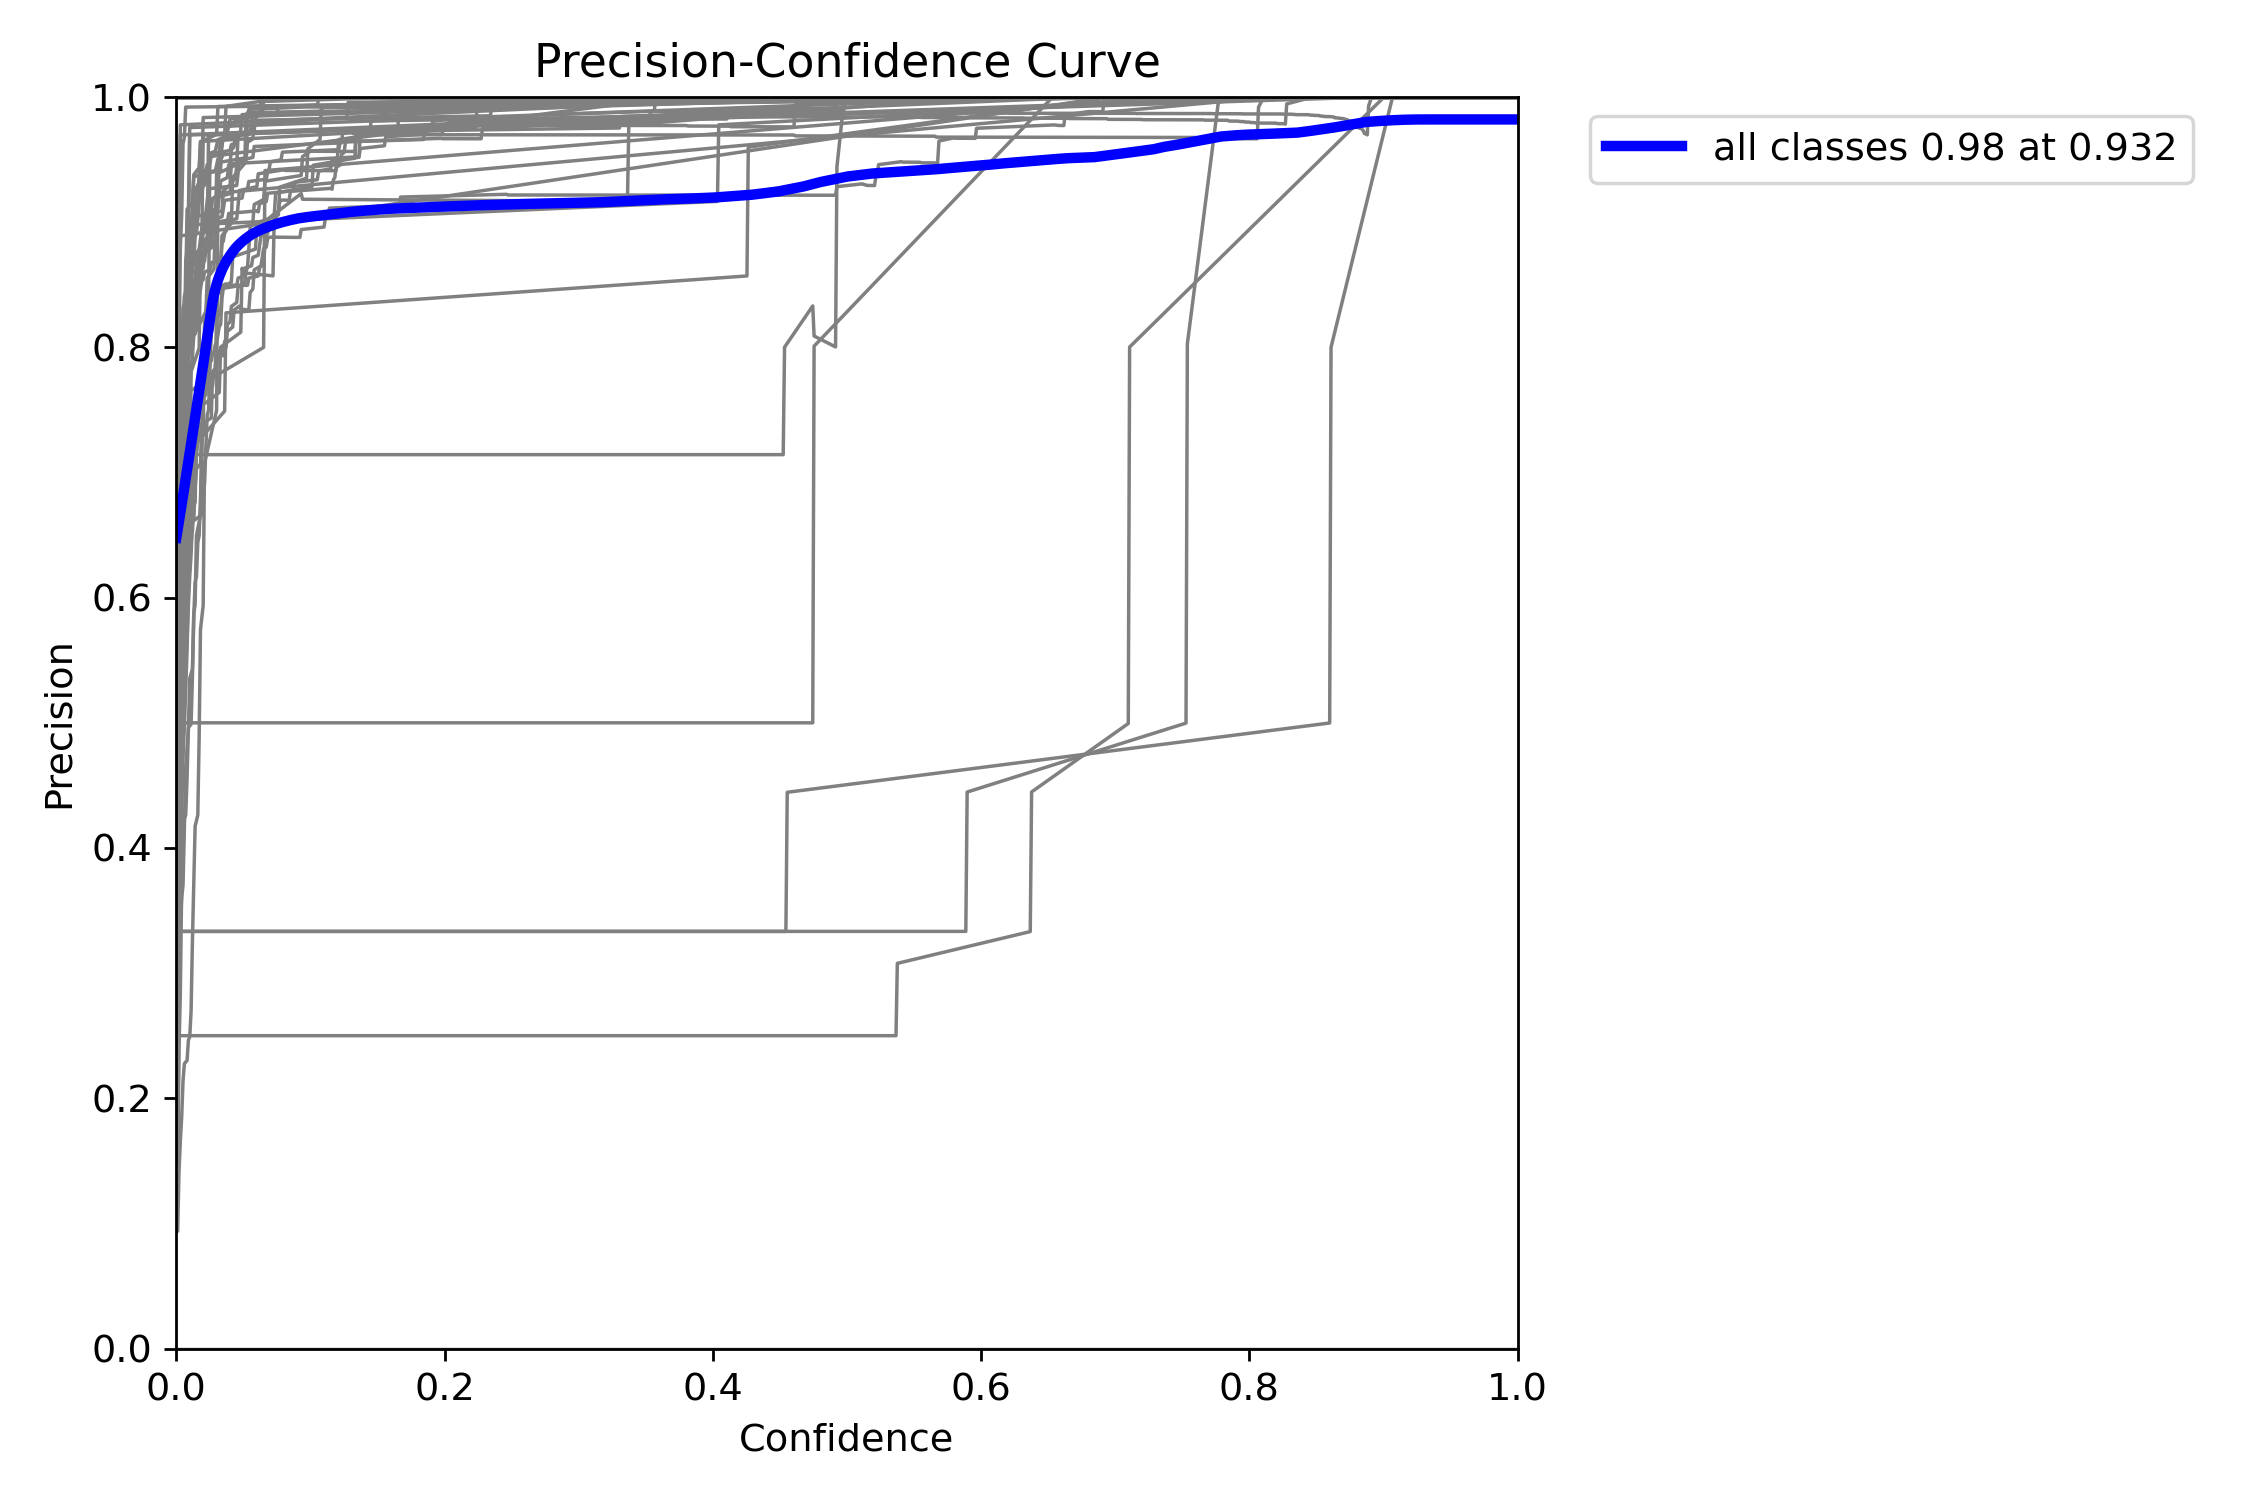 Precision-Confidence Curve
all classes 0.98 at 0.932
Precision
1.0
0.8
0.6
0.4
0.2
0.0
0.0 0.2 0.4 0.6 0.8 1.0
Confidence